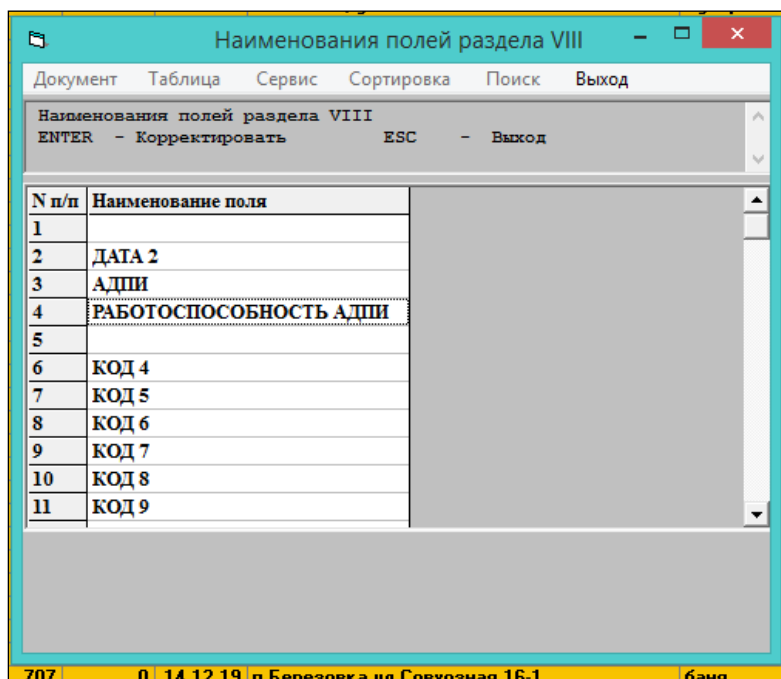 Наименования полей раздела VIII
Документ Таблица Сервис Сортировка Поиск Выход
Наименования полей раздела VIII
ENTER - Корректировать ESC - Выход
N п/п Наименование поля
1
2 ДАТА 2
3 АДПИ
4 РАБОТОСПОСОБНОСТЬ АДПИ
5
6 КОД 4
7 КОД 5
8 КОД 6
9 КОД 7
10 КОД 8
11 КОД 9
707 0 14.12.19 п.Березовка ул.Совхозная 16-1 баня